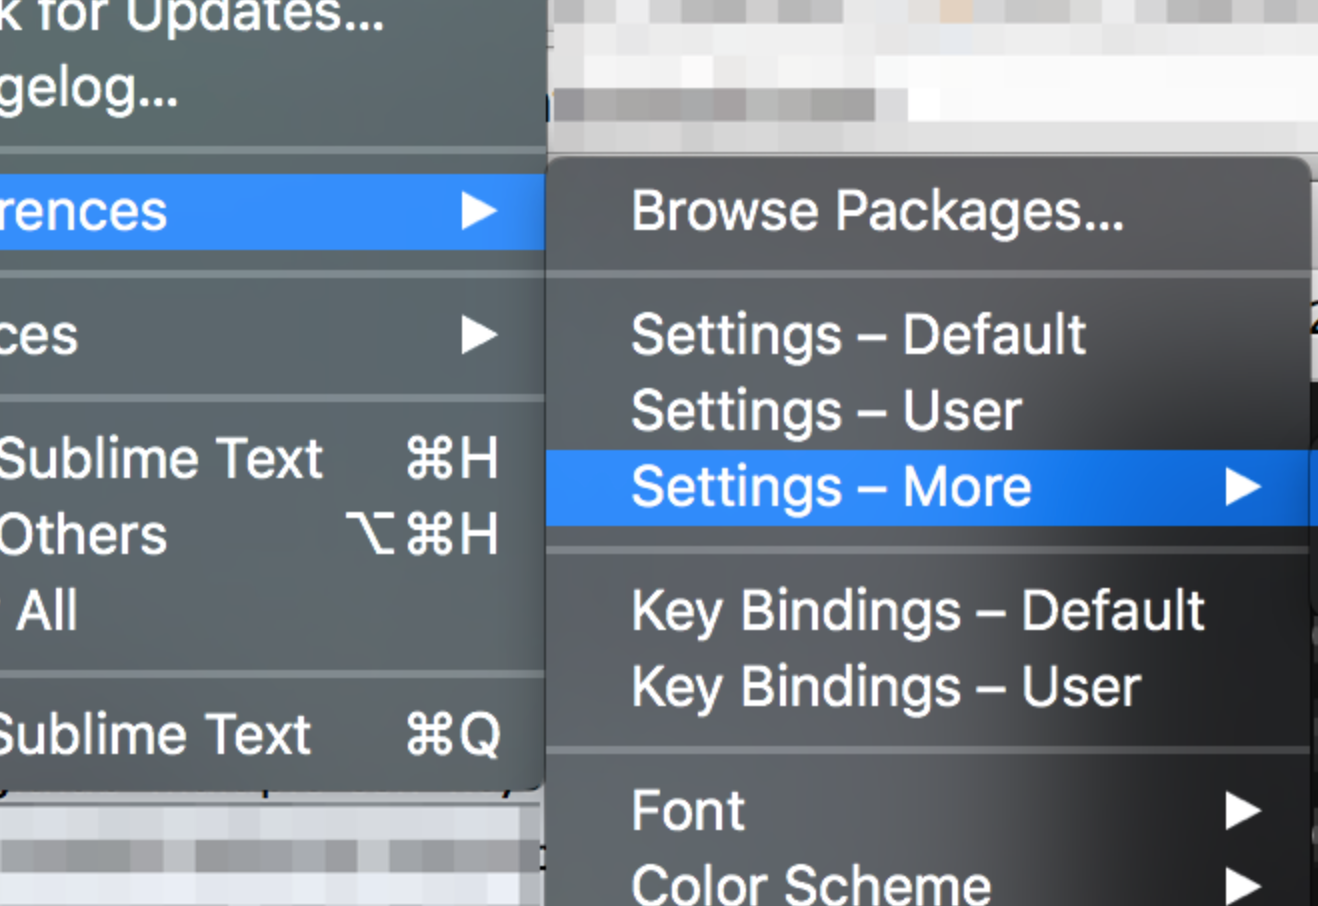 k for Updates...
gelog...
rences
ces
Sublime Text ⌘H
Others ⌥⌘H
All
Sublime Text ⌘Q
Browse Packages...
Settings – Default
Settings – User
Settings – More
Key Bindings – Default
Key Bindings – User
Font
Color Scheme